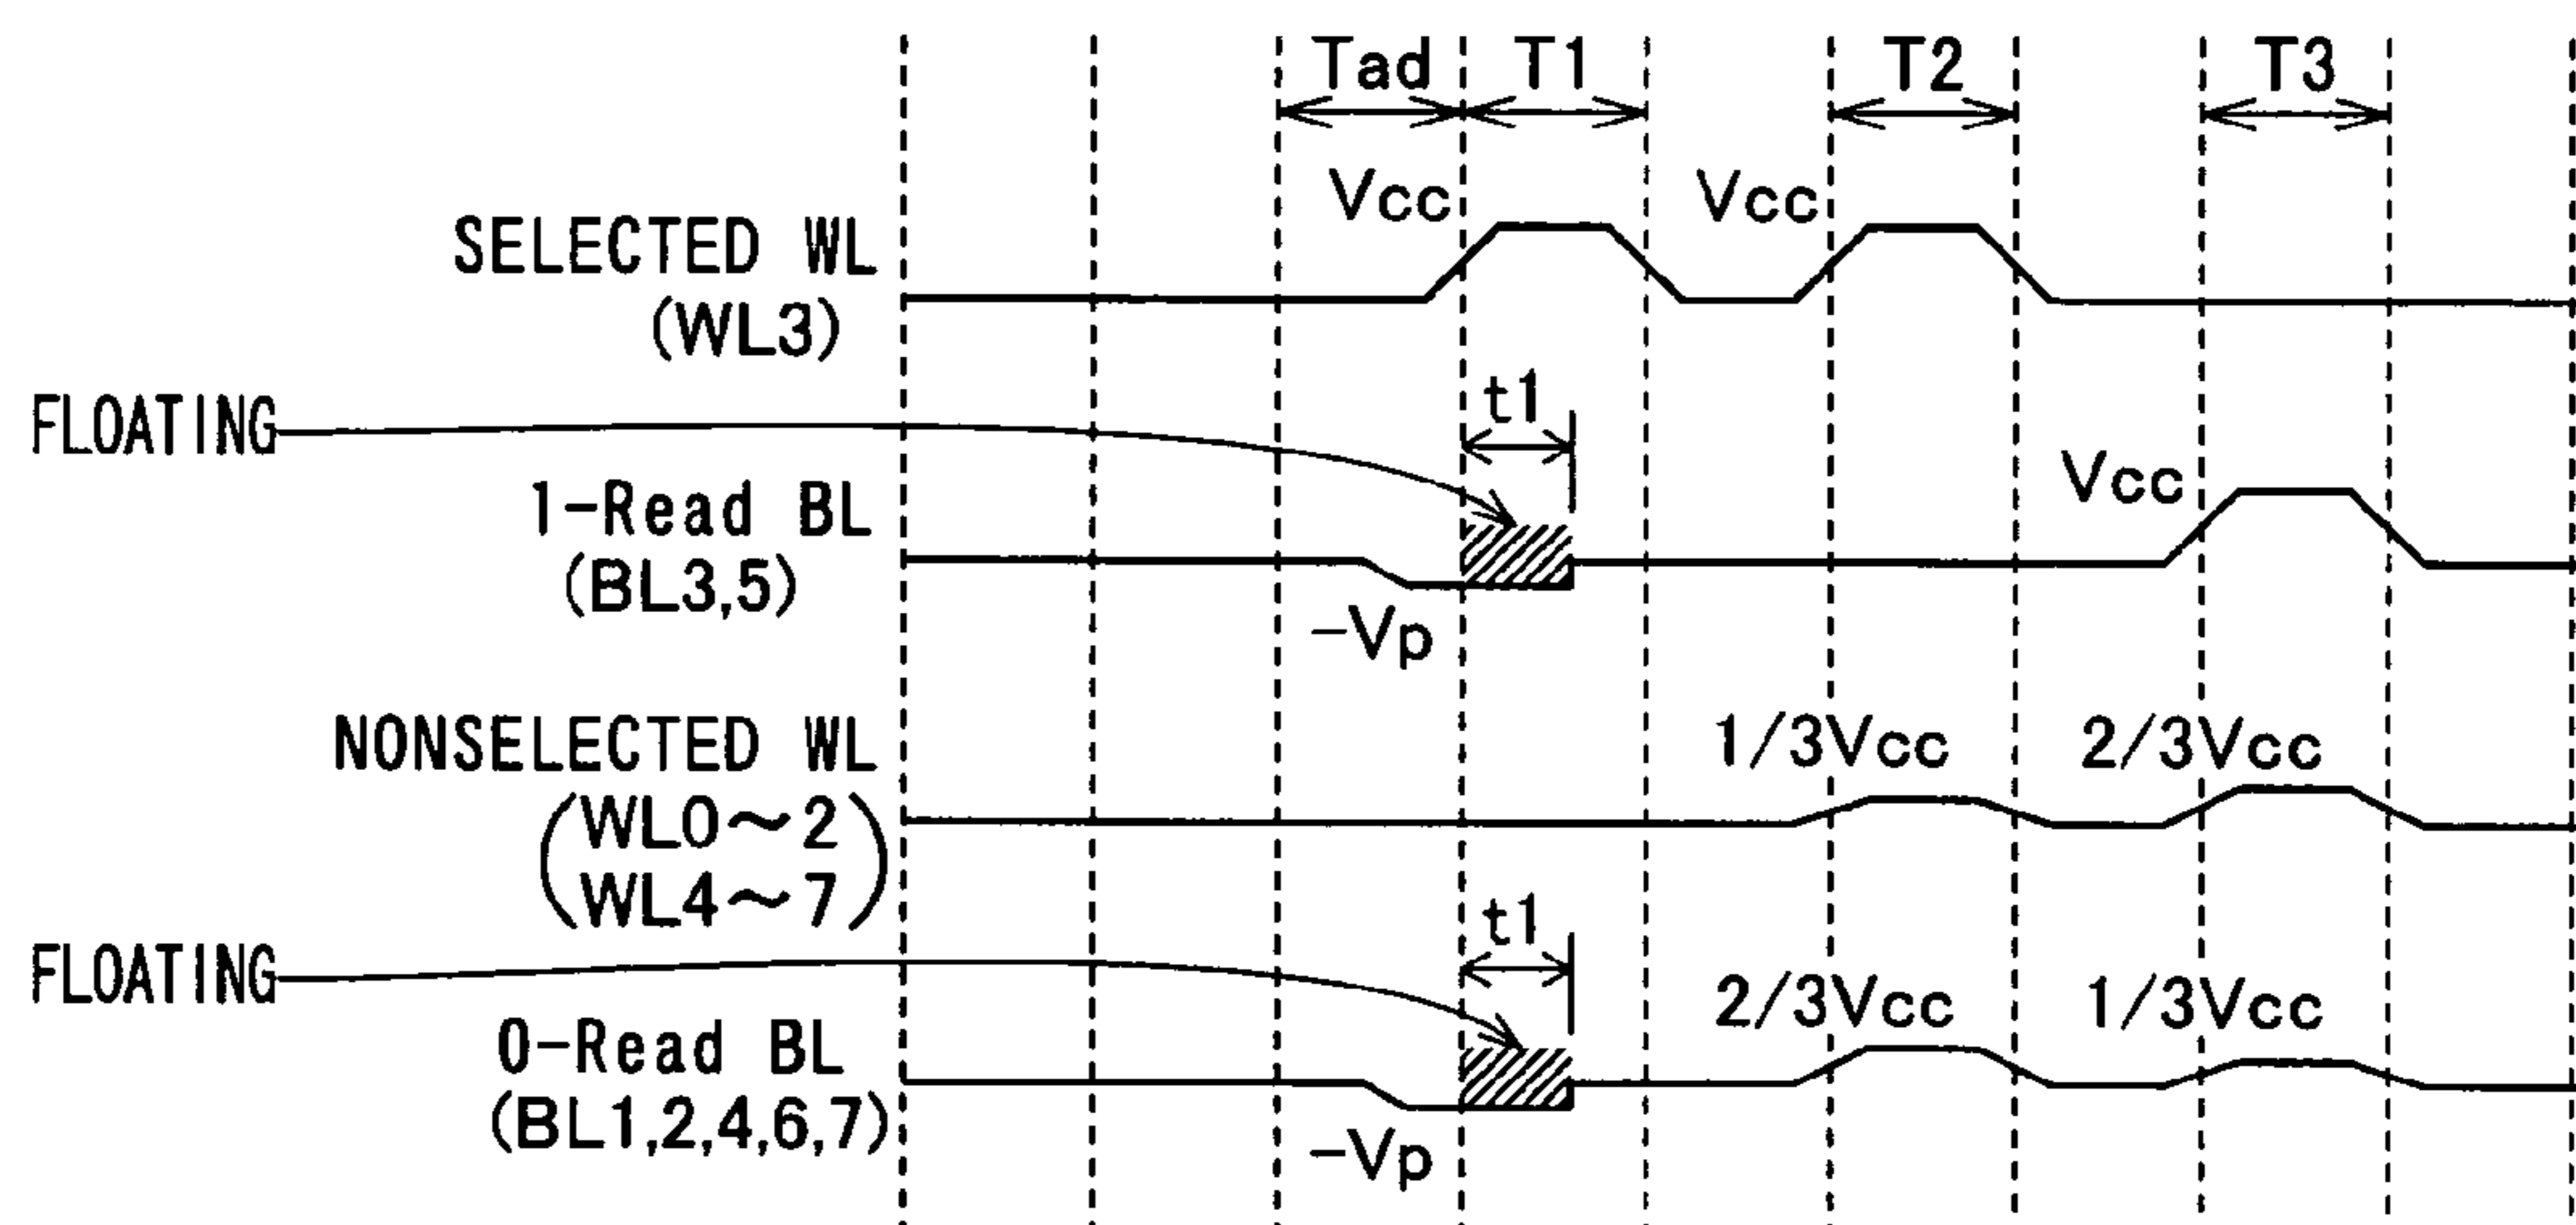 Tad T1 T2 T3
Vcc Vcc
SELECTED WL
(WL3)
t1
FLOATING
Vcc
1-Read BL
(BL3,5)
-Vp
NONSELECTED WL
1/3Vcc 2/3Vcc
(WL0~2
WL4~7)
t1
FLOATING
2/3Vcc 1/3Vcc
0-Read BL
(BL1,2,4,6,7)
-Vp